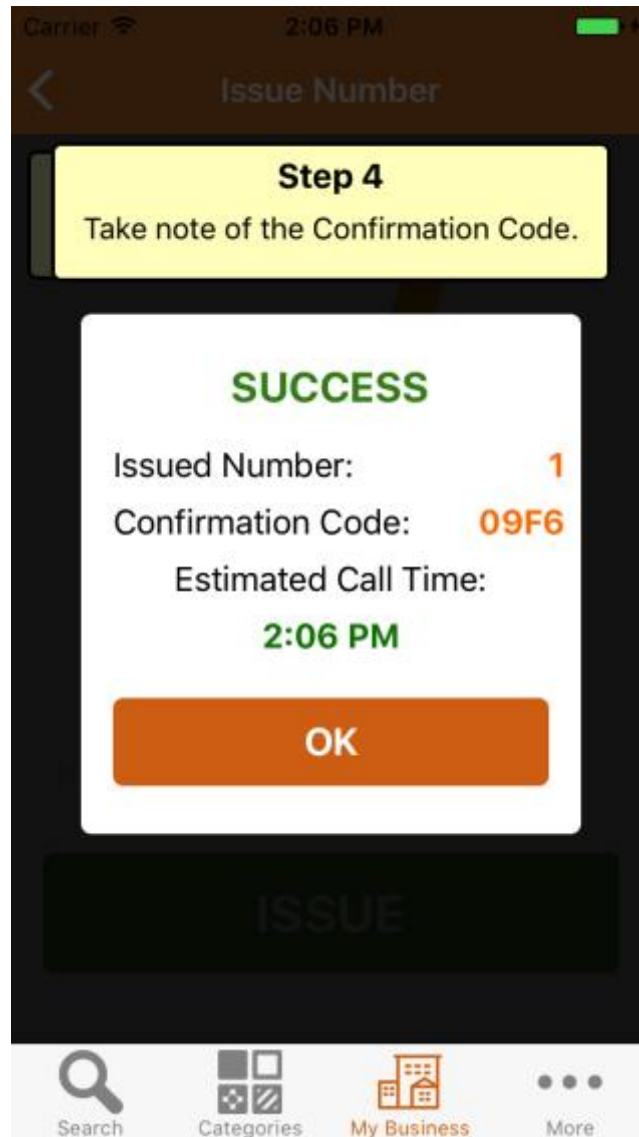 Carrier 2:06 PM
Issue Number
Step 4
Take note of the Confirmation Code.
SUCCESS
Issued Number: 1
Confirmation Code: 09F6
Estimated Call Time:
2:06 PM
OK
ISSUE
Search Categories My Business More